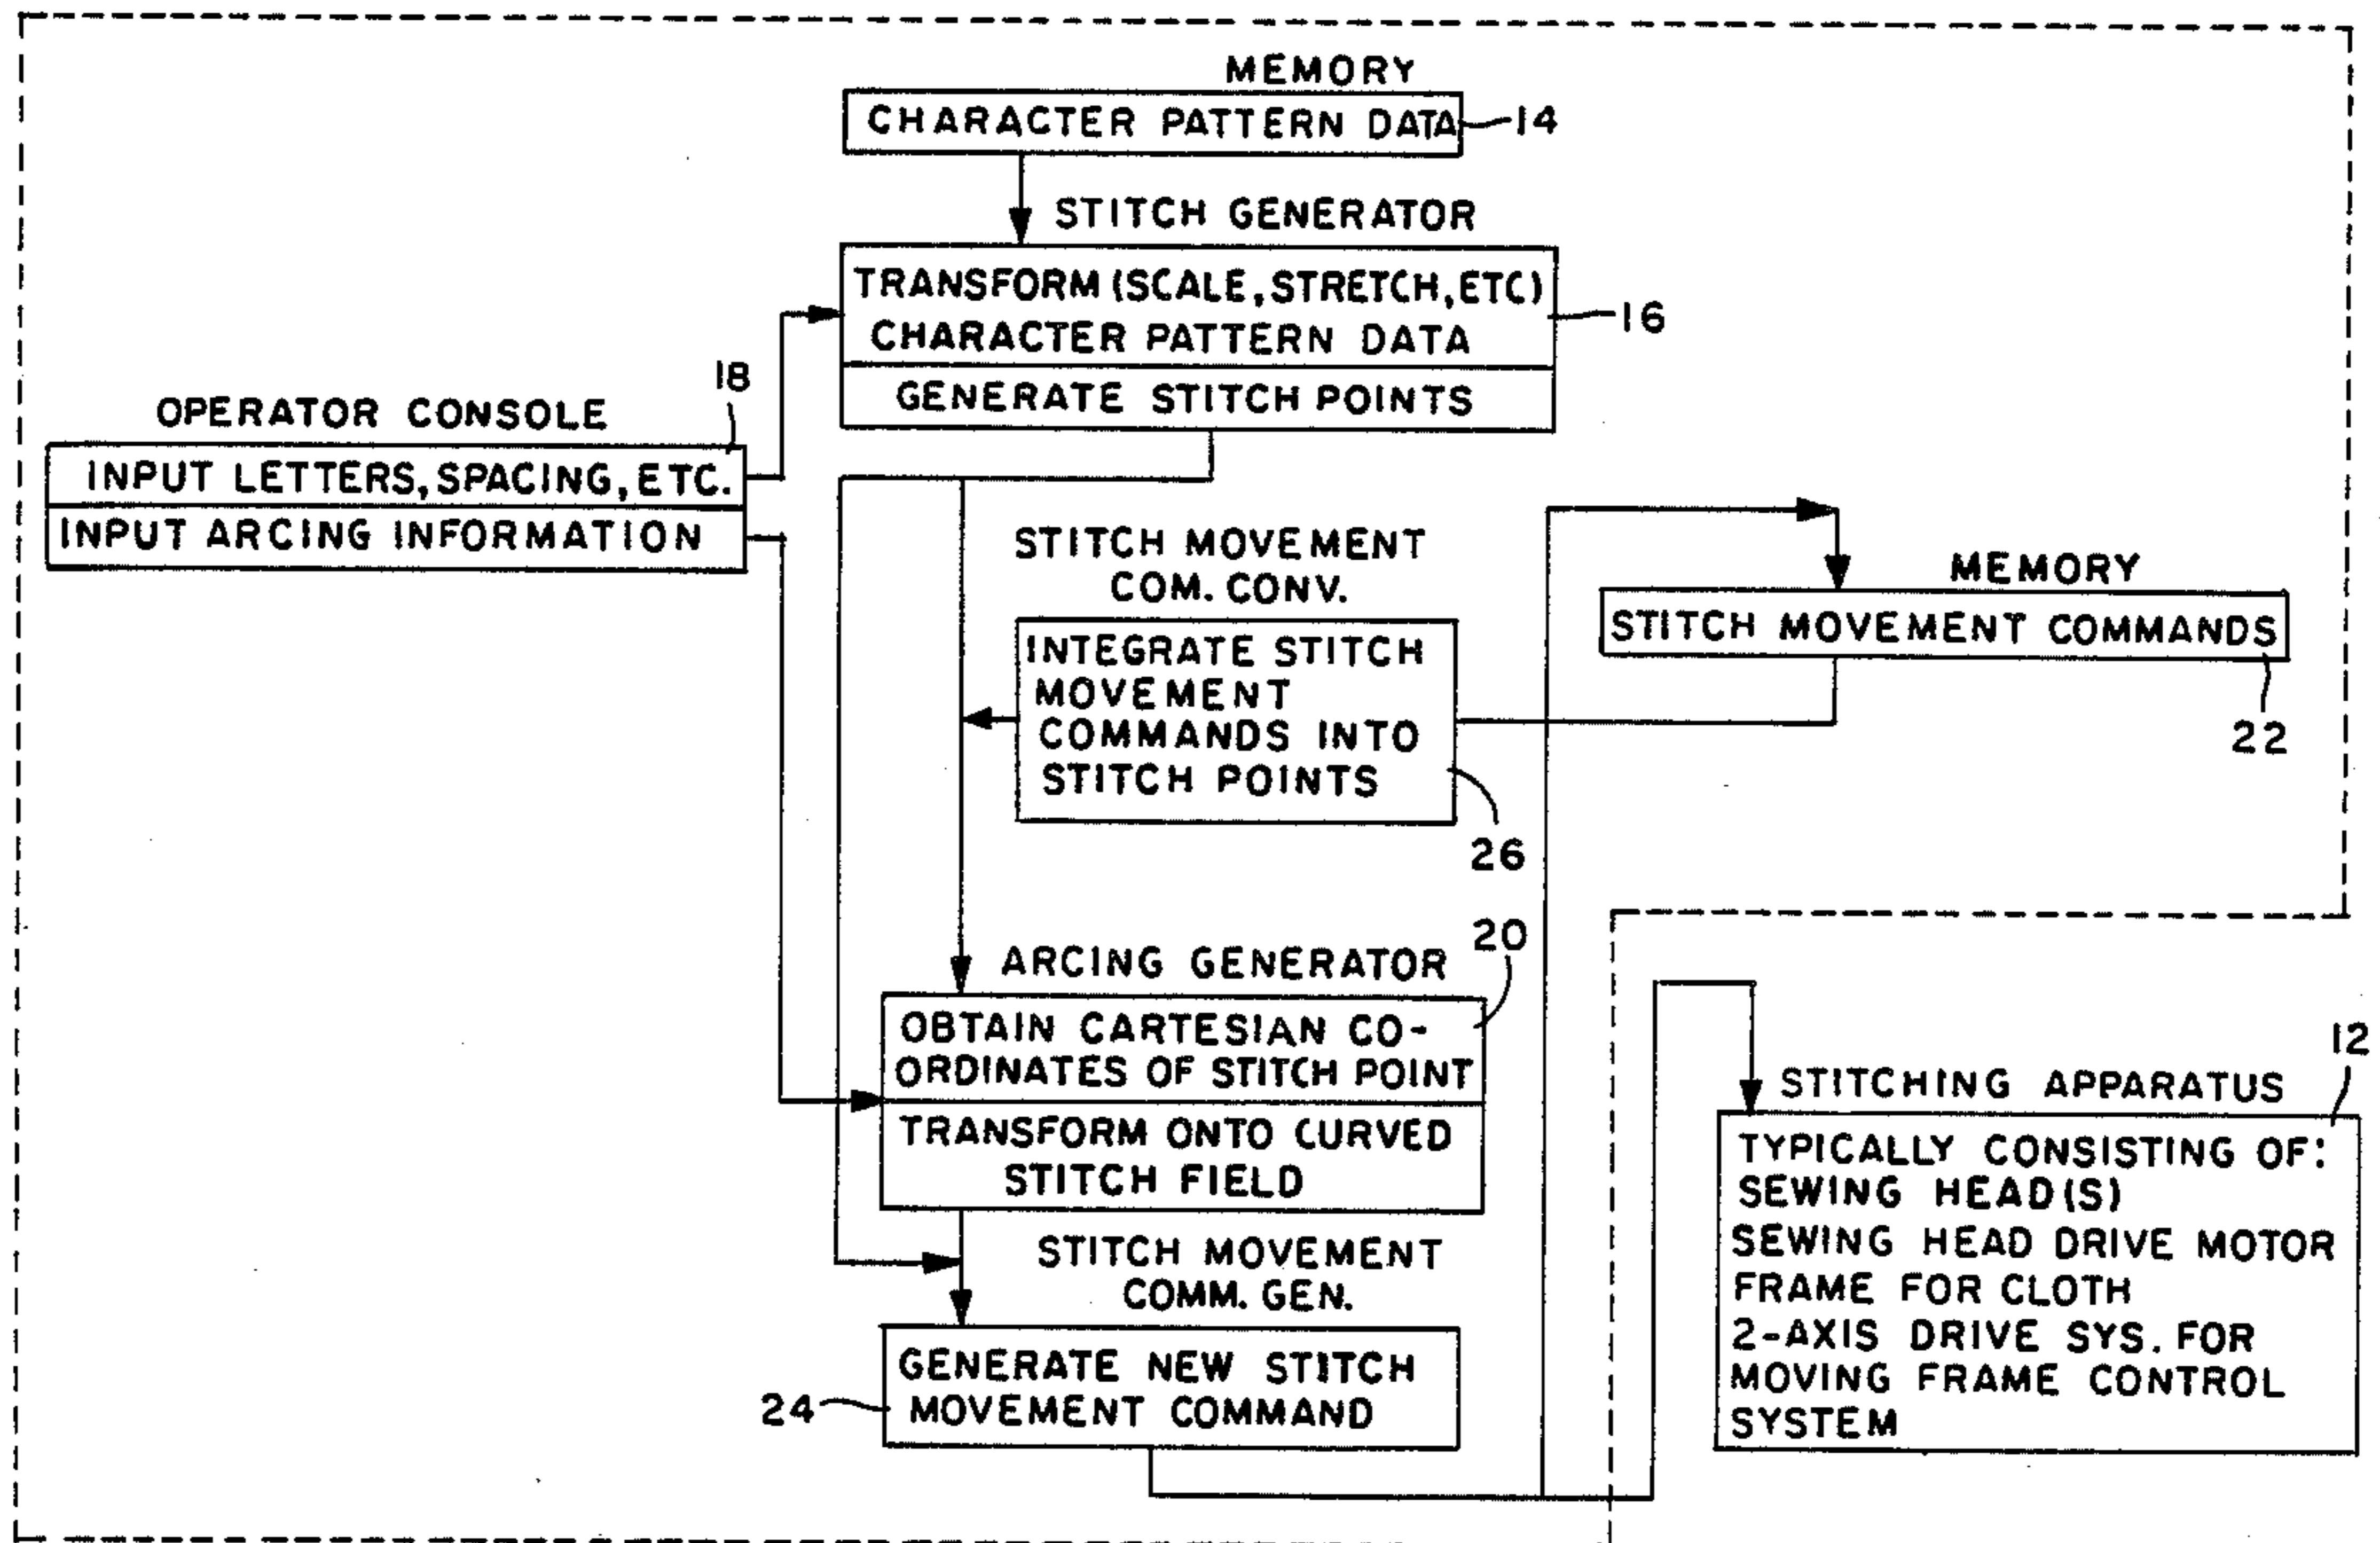 MEMORY
CHARACTER PATTERN DATA
14
STITCH GENERATOR
TRANSFORM (SCALE, STRETCH, ETC)
CHARACTER PATTERN DATA
16
GENERATE STITCH POINTS
18
OPERATOR CONSOLE
INPUT LETTERS, SPACING, ETC.
INPUT ARCING INFORMATION
STITCH MOVEMENT
COM. CONV.
INTEGRATE STITCH
MOVEMENT
COMMANDS INTO
STITCH POINTS
26
MEMORY
STITCH MOVEMENT COMMANDS
22
ARCING GENERATOR
20
OBTAIN CARTESIAN CO-
ORDINATES OF STITCH POINT
TRANSFORM ONTO CURVED
STITCH FIELD
STITCH MOVEMENT
COMM. GEN.
GENERATE NEW STITCH
MOVEMENT COMMAND
24
12
STITCHING APPARATUS
TYPICALLY CONSISTING OF:
SEWING HEAD(S)
SEWING HEAD DRIVE MOTOR
FRAME FOR CLOTH
2-AXIS DRIVE SYS. FOR
MOVING FRAME CONTROL
SYSTEM